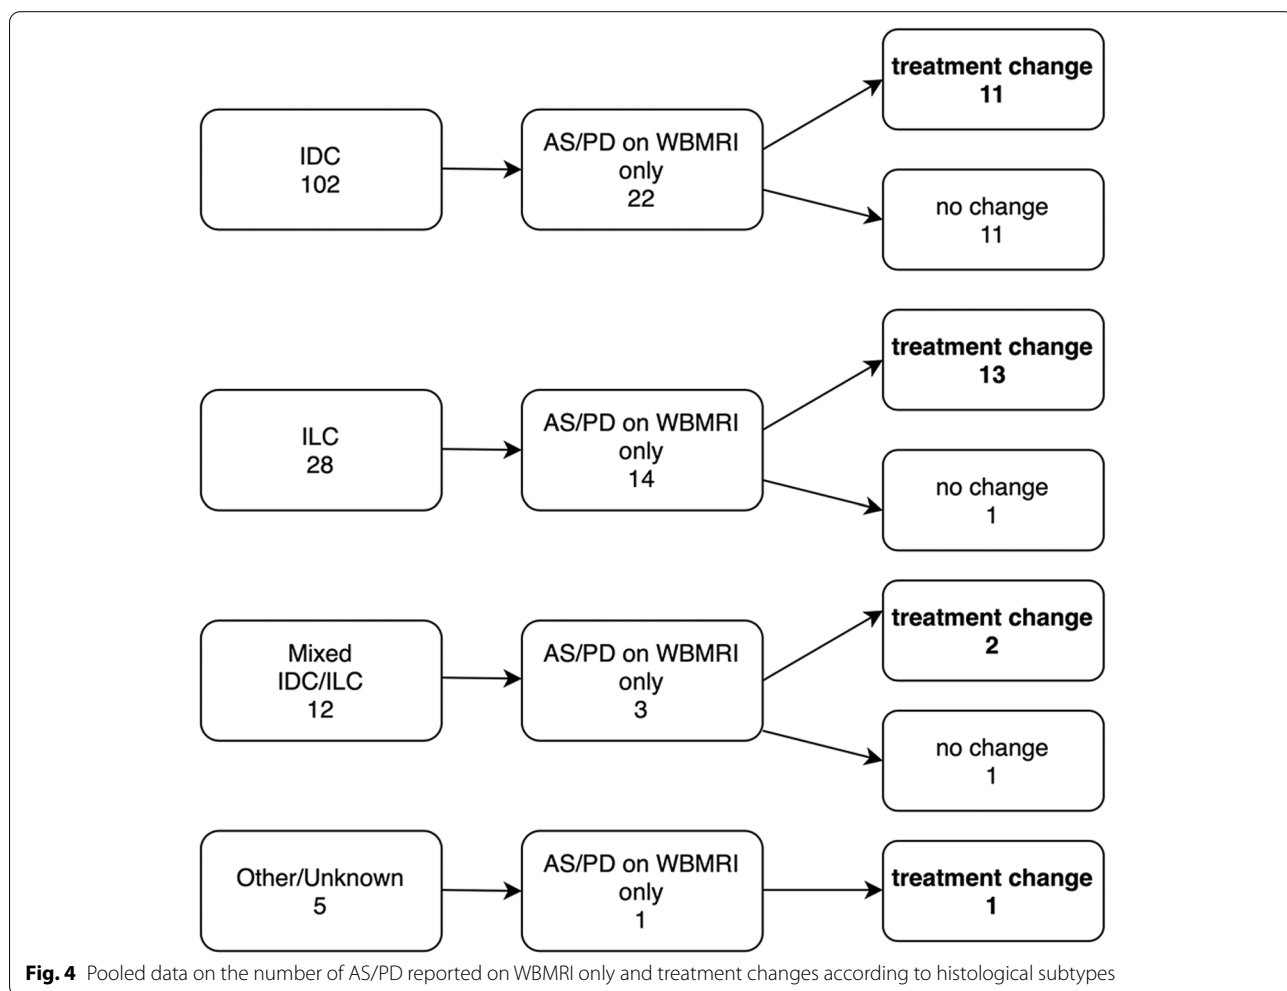 IDC
102
AS/PD on WBMRI
only
22
treatment change
11
no change
11
ILC
28
AS/PD on WBMRI
only
14
treatment change
13
no change
1
Mixed
IDC/ILC
12
AS/PD on WBMRI
only
3
treatment change
2
no change
1
Other/Unknown
5
AS/PD on WBMRI
only
1
treatment change
1
Fig. 4 Pooled data on the number of AS/PD reported on WBMRI only and treatment changes according to histological subtypes